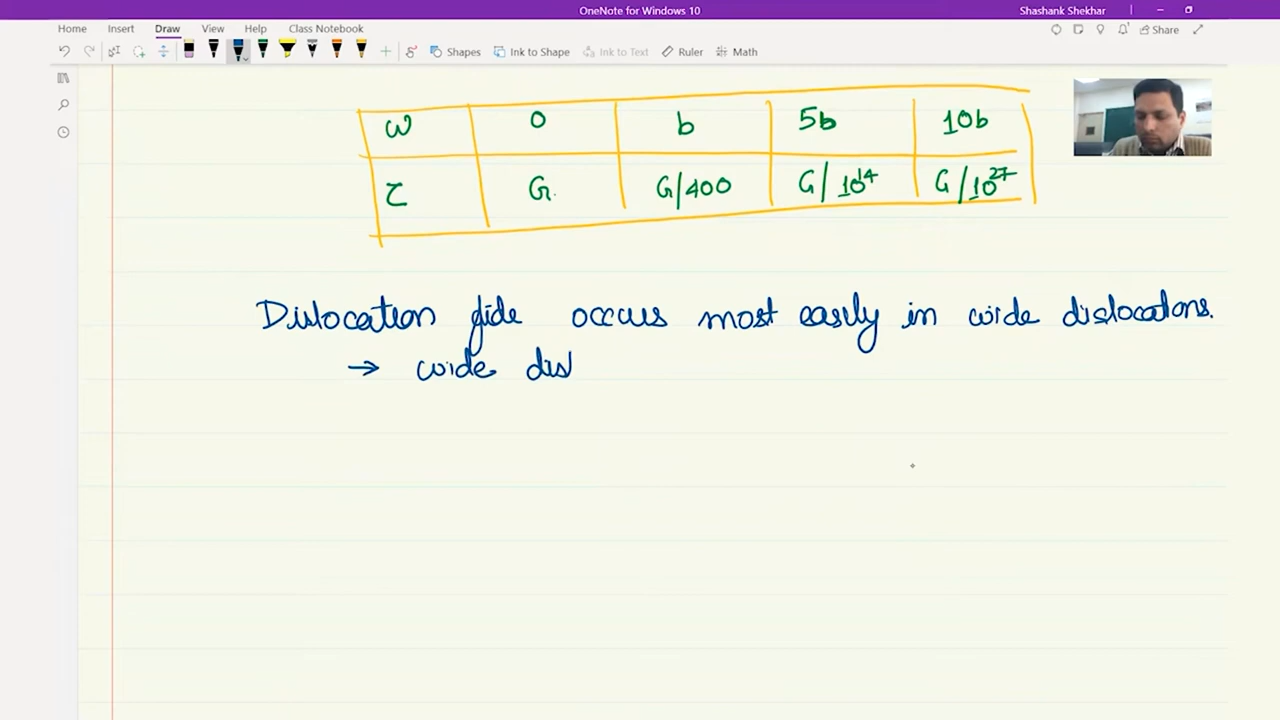 OneNote for Windows 10
Shashank Shekhar
Home Insert Draw View Help Class Notebook
Share
Shapes Ink to Shape Ink to Text Ruler Math
ω 0 b 5b 10b
τ G. G/400 G/10^14 G/10^27
Dislocation glide occurs most easily in wide dislocations.
→ wide dis